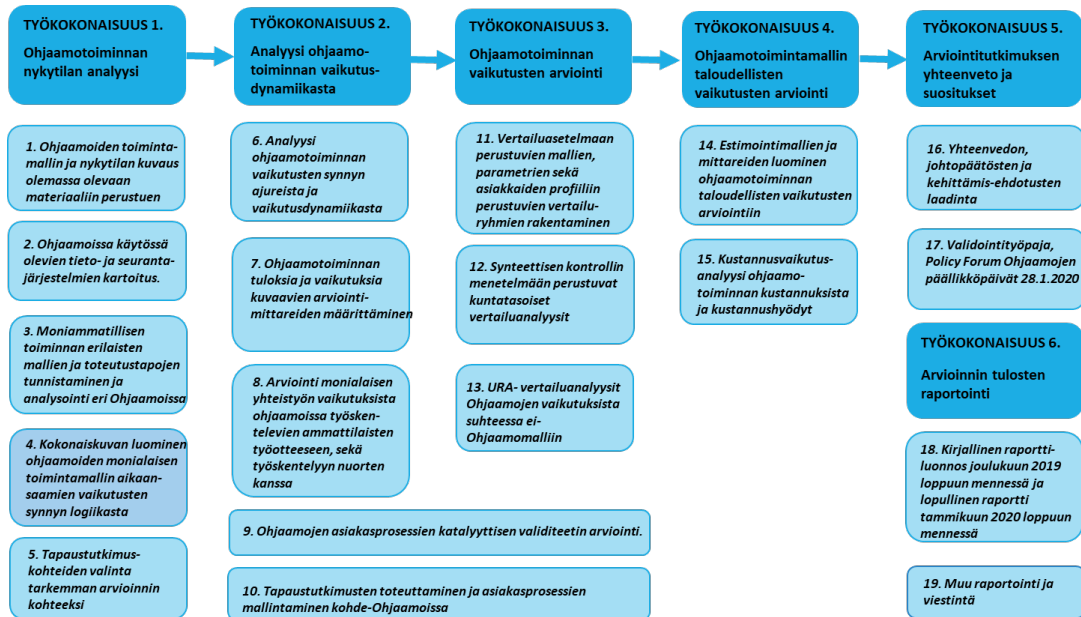 TYÖKOKONAISUUS 1.
Ohjaamotoiminnan
nykytilan analyysi
1. Ohjaamoiden toiminta-
mallin ja nykytilan kuvaus
olemassa olevaan
materiaaliin perustuen
2. Ohjaamoissa käytössä
olevien tieto- ja seuranta-
järjestelmien kartoitus.
3. Moniammatillisen
toiminnan erilaisten
mallien ja toteutustapojen
tunnistaminen ja
analysointi eri Ohjaamoissa
4. Kokonaiskuvan luominen
ohjaamoiden monialaisen
toimintamallin aikaan-
saamien vaikutusten
synnyn logiikasta
5. Tapaustutkimus-
kohteiden valinta
tarkemman arvioinnin
kohteeksi
TYÖKOKONAISUUS 2.
Analyysi ohjaamo-
toiminnan vaikutus-
dynamiikasta
6. Analyysi
ohjaamotoiminnan
vaikutusten synnyn
ajureista ja
vaikutusdynamiikasta
7. Ohjaamotoiminnan
tuloksia ja vaikutuksia
kuvaavien arviointi-
mittareiden määrittäminen
8. Arviointi monialaisen
yhteistyön vaikutuksista
ohjaamoissa työsken-
televien ammattilaisten
työotteeseen, sekä
työskentelyyn nuorten
kanssa
9. Ohjaamojen asiakasprosessien katalyyttisen validiteetin arviointi.
10. Tapaustutkimusten toteuttaminen ja asiakasprosessien
mallintaminen kohde-Ohjaamoissa
TYÖKOKONAISUUS 3.
Ohjaamotoiminnan
vaikutusten arviointi
11. Vertailuasetelmaan
perustuvien mallien,
parametrien sekä
asiakkaiden profiiliin
perustuvien vertailu-
ryhmien rakentaminen
12. Synteettisen kontrollin
menetelmään perustuvat
kuntatasoiset
vertailuanalyysit
13. URA- vertailuanalyysit
Ohjaamojen vaikutuksista
suhteessa ei-
Ohjaamomalliin
TYÖKOKONAISUUS 4.
Ohjaamotoimintamallin
taloudellisten
vaikutusten arviointi
14. Estimointimallien ja
mittareiden luominen
ohjaamotoiminnan
taloudellisten vaikutusten
arviointiin
15. Kustannusvaikutus-
analyysi ohjaamo-
toiminnan kustannuksista
ja kustannushyödyt
TYÖKOKONAISUUS 5.
Arviointitutkimuksen
yhteenveto ja
suositukset
16. Yhteenvedon,
johtopäätösten ja
kehittämis-ehdotusten
laadinta
17. Validointityöpaja,
Policy Forum Ohjaamojen
päällikköpäivät 28.1.2020
TYÖKOKONAISUUS 6.
Arvioinnin tulosten
raportointi
18. Kirjallinen raportti-
luonnos joulukuun 2019
loppuun mennessä ja
lopullinen raportti
tammikuun 2020 loppuun
mennessä
19. Muu raportointi ja
viestintä